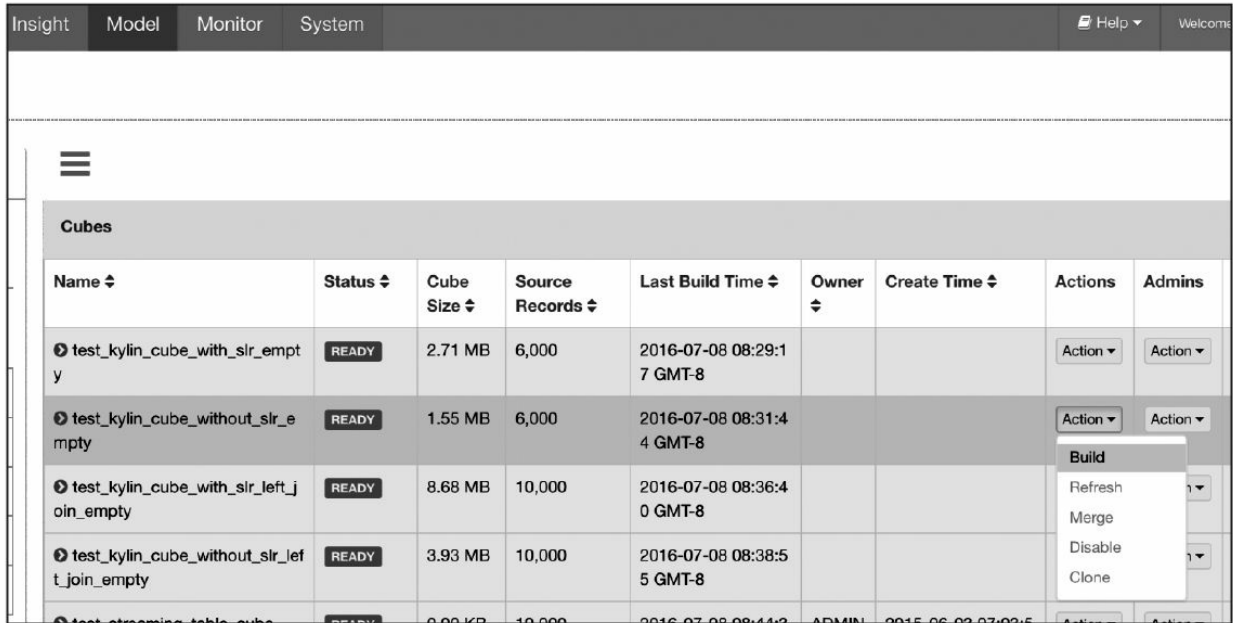 Insight Model Monitor System Help Welcome
Cubes
Name Status Cube Size Source Records Last Build Time Owner Create Time Actions Admins
test_kylin_cube_with_slr_empt READY 2.71 MB 6,000 2016-07-08 08:29:1 Action Action
y 7 GMT-8
test_kylin_cube_without_slr_e READY 1.55 MB 6,000 2016-07-08 08:31:4 Action Action
mpty 4 GMT-8
Build
test_kylin_cube_with_slr_left_j READY 8.68 MB 10,000 2016-07-08 08:36:4 Refresh
oin_empty 0 GMT-8
Merge
test_kylin_cube_without_slr_lef READY 3.93 MB 10,000 2016-07-08 08:38:5 Disable
t_join_empty 5 GMT-8
Clone